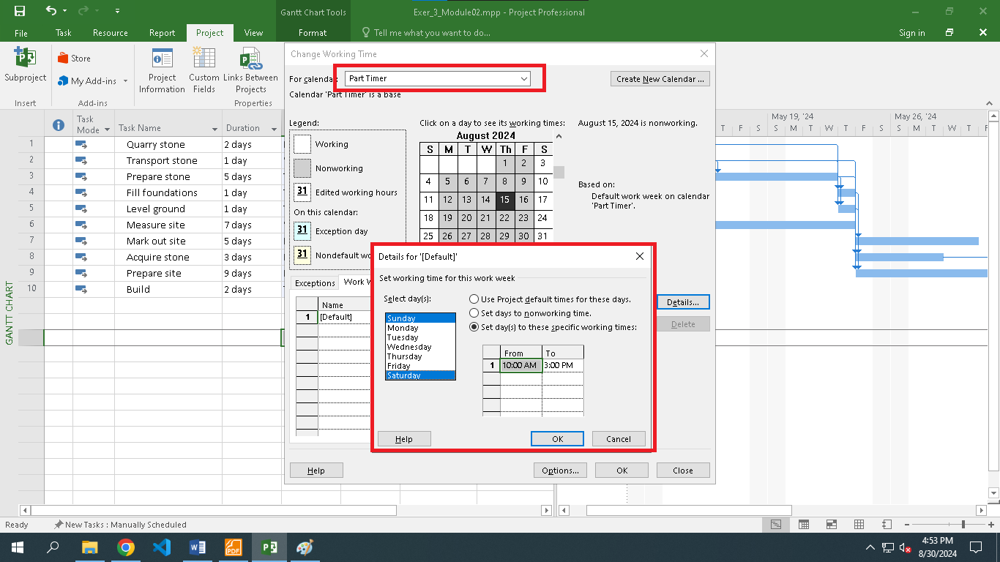 Gantt Chart Tools
Exer_3_Module02.mpp - Project Professional
File Task Resource Report Project View Format Tell me what you want to do... Sign in
Subproject
Store
My Add-ins
Project Information
Custom Fields
Links Between Projects
Insert Add-ins Properties
Change Working Time
For calendar: Part Timer Create New Calendar ...
Calendar 'Part Timer' is a base
Legend:
Working
Nonworking
31 Edited working hours
On this calendar:
31 Exception day
31 Nondefault wo
Click on a day to see its working times:
August 2024
S M T W Th F S
1 2 3
4 5 6 7 8 9 10
11 12 13 14 15 16 17
18 19 20 21 22 23 24
25 26 27 28 29 30 31
August 15, 2024 is nonworking.
Based on:
Default work week on calendar
'Part Timer'.
Exceptions Work W
Name
1 [Default]
Details...
Delete
Help Options... OK Close
Details for '[Default]'
Set working time for this work week
Select day(s):
Sunday
Monday
Tuesday
Wednesday
Thursday
Friday
Saturday
Use Project default times for these days.
Set days to nonworking time.
Set day(s) to these specific working times:
From To
1 10:00 AM 3:00 PM
Help OK Cancel
GANTT CHART
Task Mode Task Name Duration
1 Quarry stone 2 days
2 Transport stone 1 day
3 Prepare stone 5 days
4 Fill foundations 1 day
5 Level ground 1 day
6 Measure site 7 days
7 Mark out site 5 days
8 Acquire stone 3 days
9 Prepare site 9 days
10 Build 2 days
May 19, '24 May 26, '24
T F S S M T W T F S S M T W T F
Ready New Tasks : Manually Scheduled
4:53 PM
8/30/2024